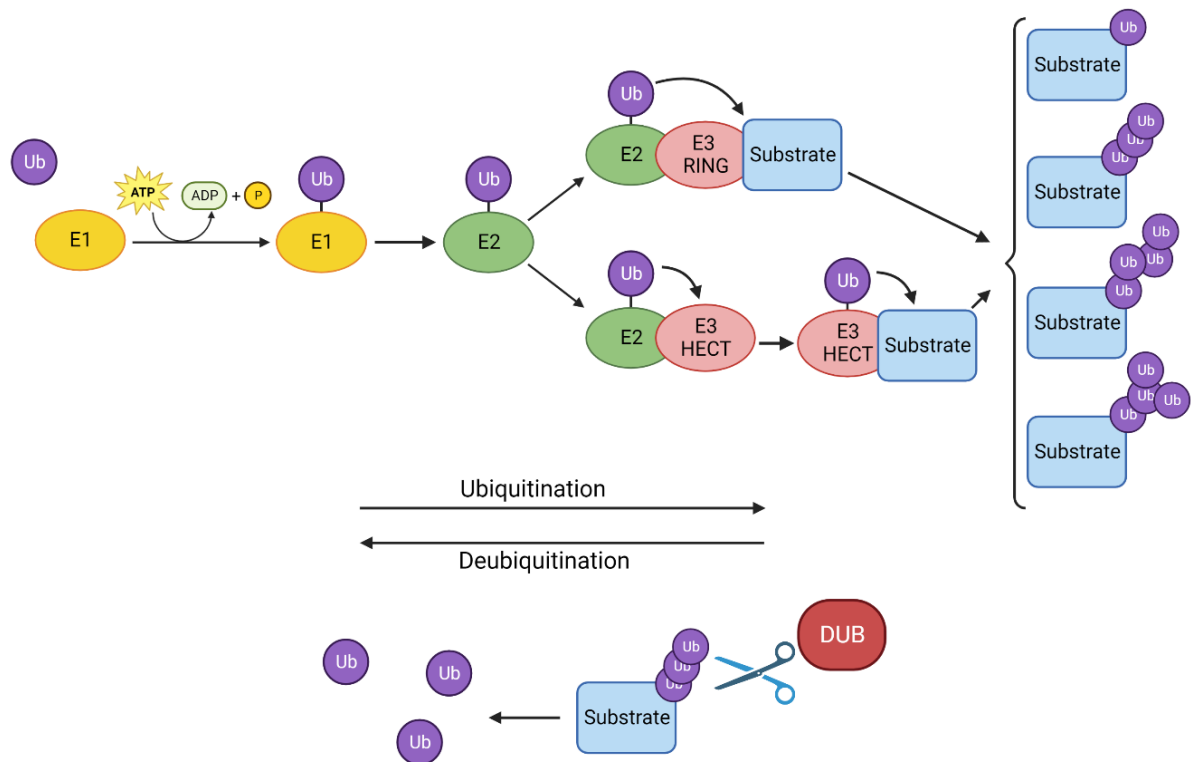 Ub
E1
ATP
ADP + P
Ub
E1
Ub
E2
Ub
E2
E3
RING
Substrate
Ub
E2
E3
HECT
Ub
E3
HECT
Substrate
Ub
Substrate
Ub
Ub
Ub
Substrate
Ub
Ub
Ub
Ub
Substrate
Ub
Ub
Ub
Ub
Substrate
Ubiquitination
Deubiquitination
Ub
Ub
Ub
Ub
Ub
Ub
Substrate
DUB